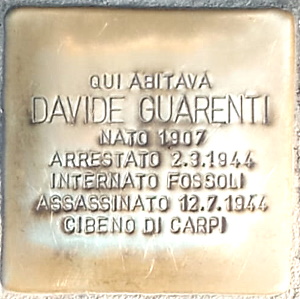 QUI ABITAVA
DAVIDE GUARENTI
NATO 1907
ARRESTATO 2.3.1944
INTERNATO FOSSOLI
ASSASSINATO 12.7.1944
CIBENO DI CARPI